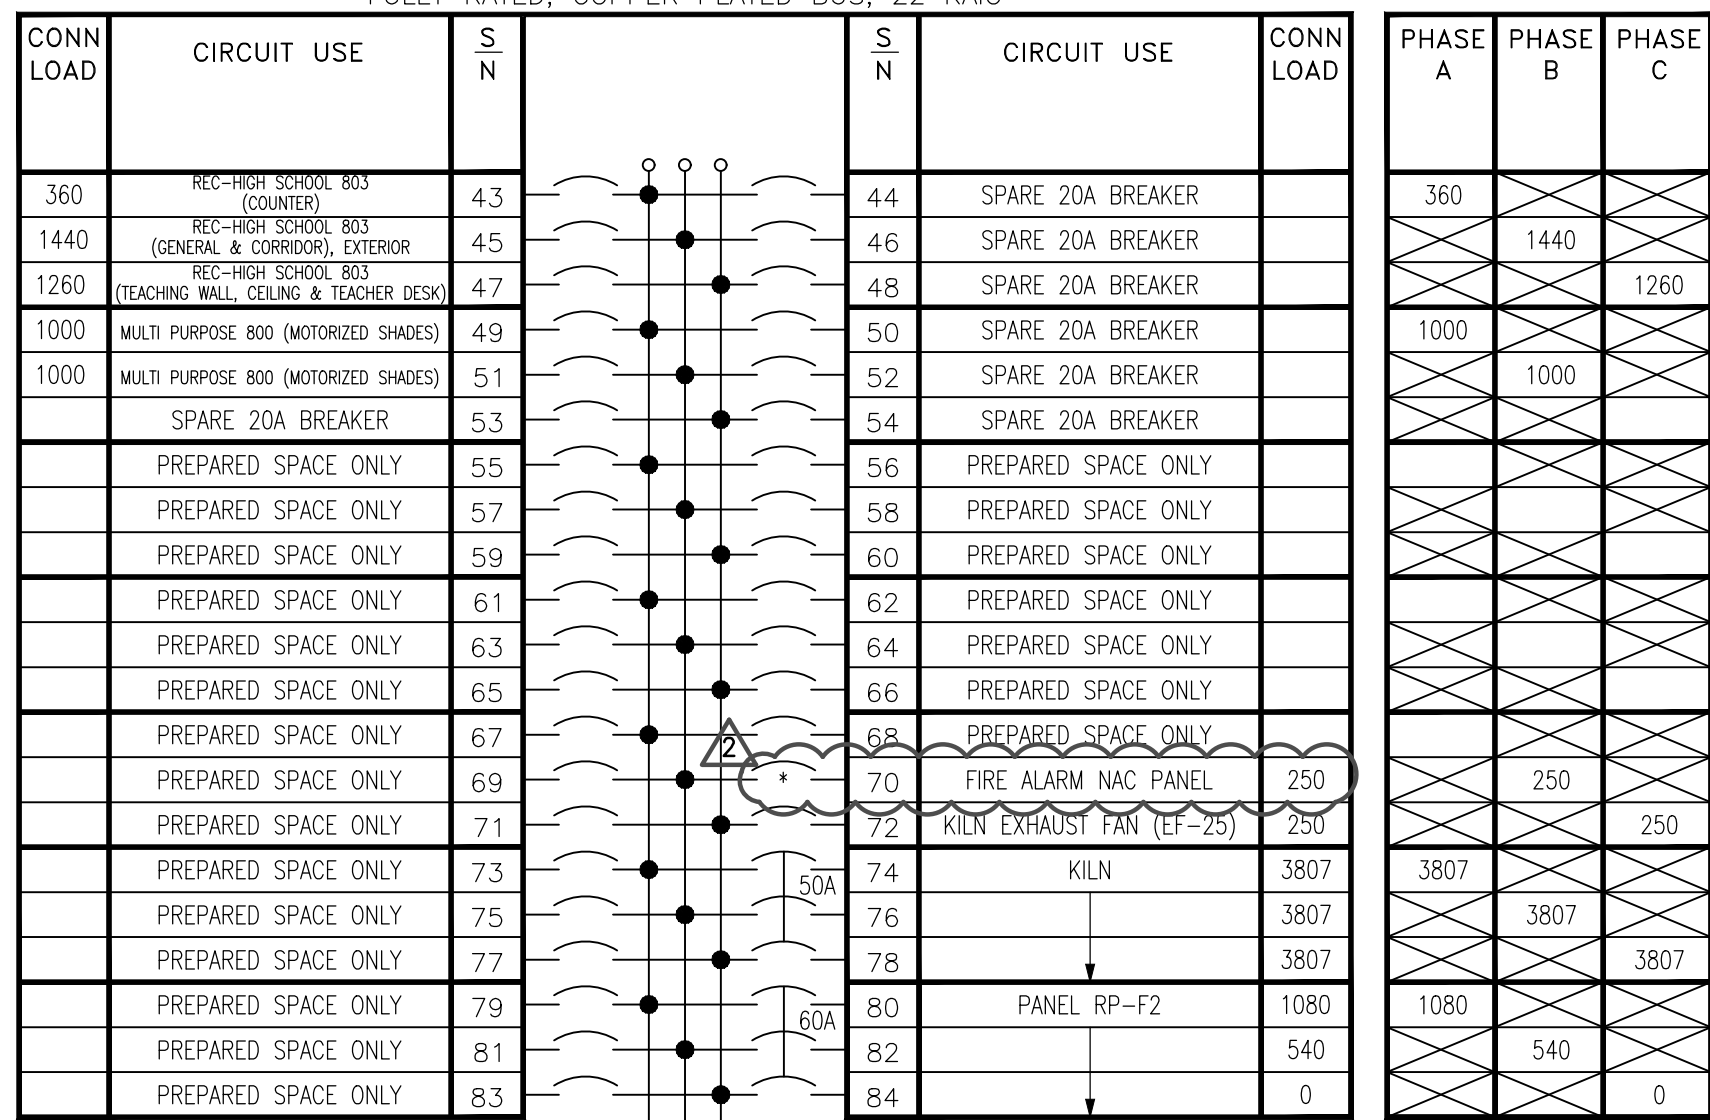 FULLY RATED, COPPER PLATED BUS, 22 KAIC
CONN LOAD CIRCUIT USE S/N S/N CIRCUIT USE CONN LOAD PHASE A PHASE B PHASE C
360 REC-HIGH SCHOOL 803 (COUNTER) 43 44 SPARE 20A BREAKER 360
1440 REC-HIGH SCHOOL 803 (GENERAL & CORRIDOR), EXTERIOR 45 46 SPARE 20A BREAKER 1440
1260 REC-HIGH SCHOOL 803 (TEACHING WALL, CEILING & TEACHER DESK) 47 48 SPARE 20A BREAKER 1260
1000 MULTI PURPOSE 800 (MOTORIZED SHADES) 49 50 SPARE 20A BREAKER 1000
1000 MULTI PURPOSE 800 (MOTORIZED SHADES) 51 52 SPARE 20A BREAKER 1000
SPARE 20A BREAKER 53 54 SPARE 20A BREAKER
PREPARED SPACE ONLY 55 56 PREPARED SPACE ONLY
PREPARED SPACE ONLY 57 58 PREPARED SPACE ONLY
PREPARED SPACE ONLY 59 60 PREPARED SPACE ONLY
PREPARED SPACE ONLY 61 62 PREPARED SPACE ONLY
PREPARED SPACE ONLY 63 64 PREPARED SPACE ONLY
PREPARED SPACE ONLY 65 66 PREPARED SPACE ONLY
PREPARED SPACE ONLY 67 68 PREPARED SPACE ONLY
2
PREPARED SPACE ONLY 69 * 70 FIRE ALARM NAC PANEL 250 250
PREPARED SPACE ONLY 71 72 KILN EXHAUST FAN (EF-25) 250 250
PREPARED SPACE ONLY 73 50A 74 KILN 3807 3807
PREPARED SPACE ONLY 75 76 3807 3807
PREPARED SPACE ONLY 77 78 3807 3807
PREPARED SPACE ONLY 79 60A 80 PANEL RP-F2 1080 1080
PREPARED SPACE ONLY 81 82 540 540
PREPARED SPACE ONLY 83 84 0 0